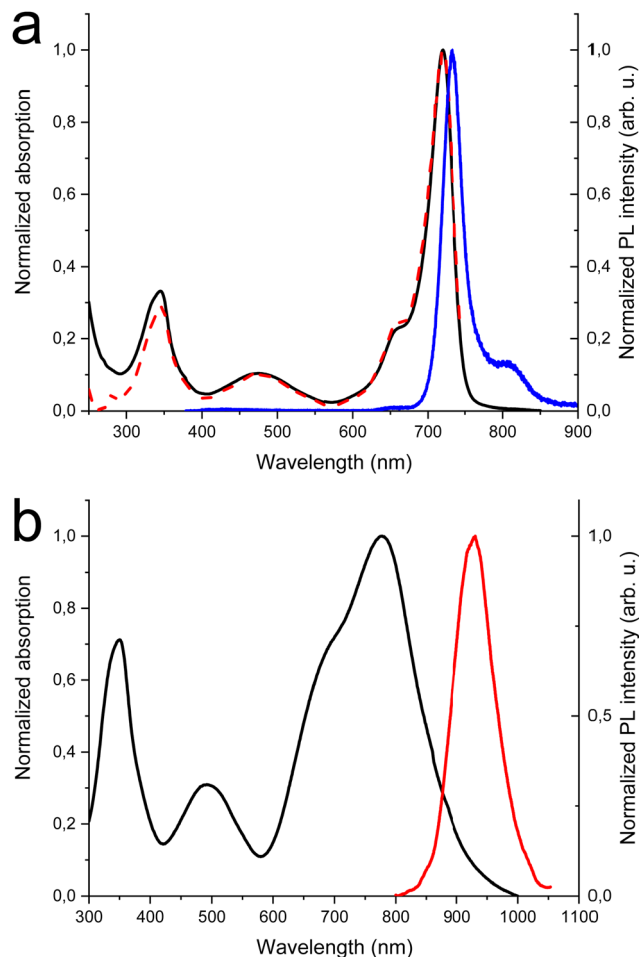 a
Normalized absorption
1,0
0,8
0,6
0,4
0,2
0,0
1,0
0,8
0,6
0,4
0,2
0,0
Normalized PL intensity (arb. u.)
300 400 500 600 700 800 900
Wavelength (nm)
b
Normalized absorption
1,0
0,8
0,6
0,4
0,2
0,0
1,0
0,5
0,0
Normalized PL intensity (arb. u.)
300 400 500 600 700 800 900 1000 1100
Wavelength (nm)